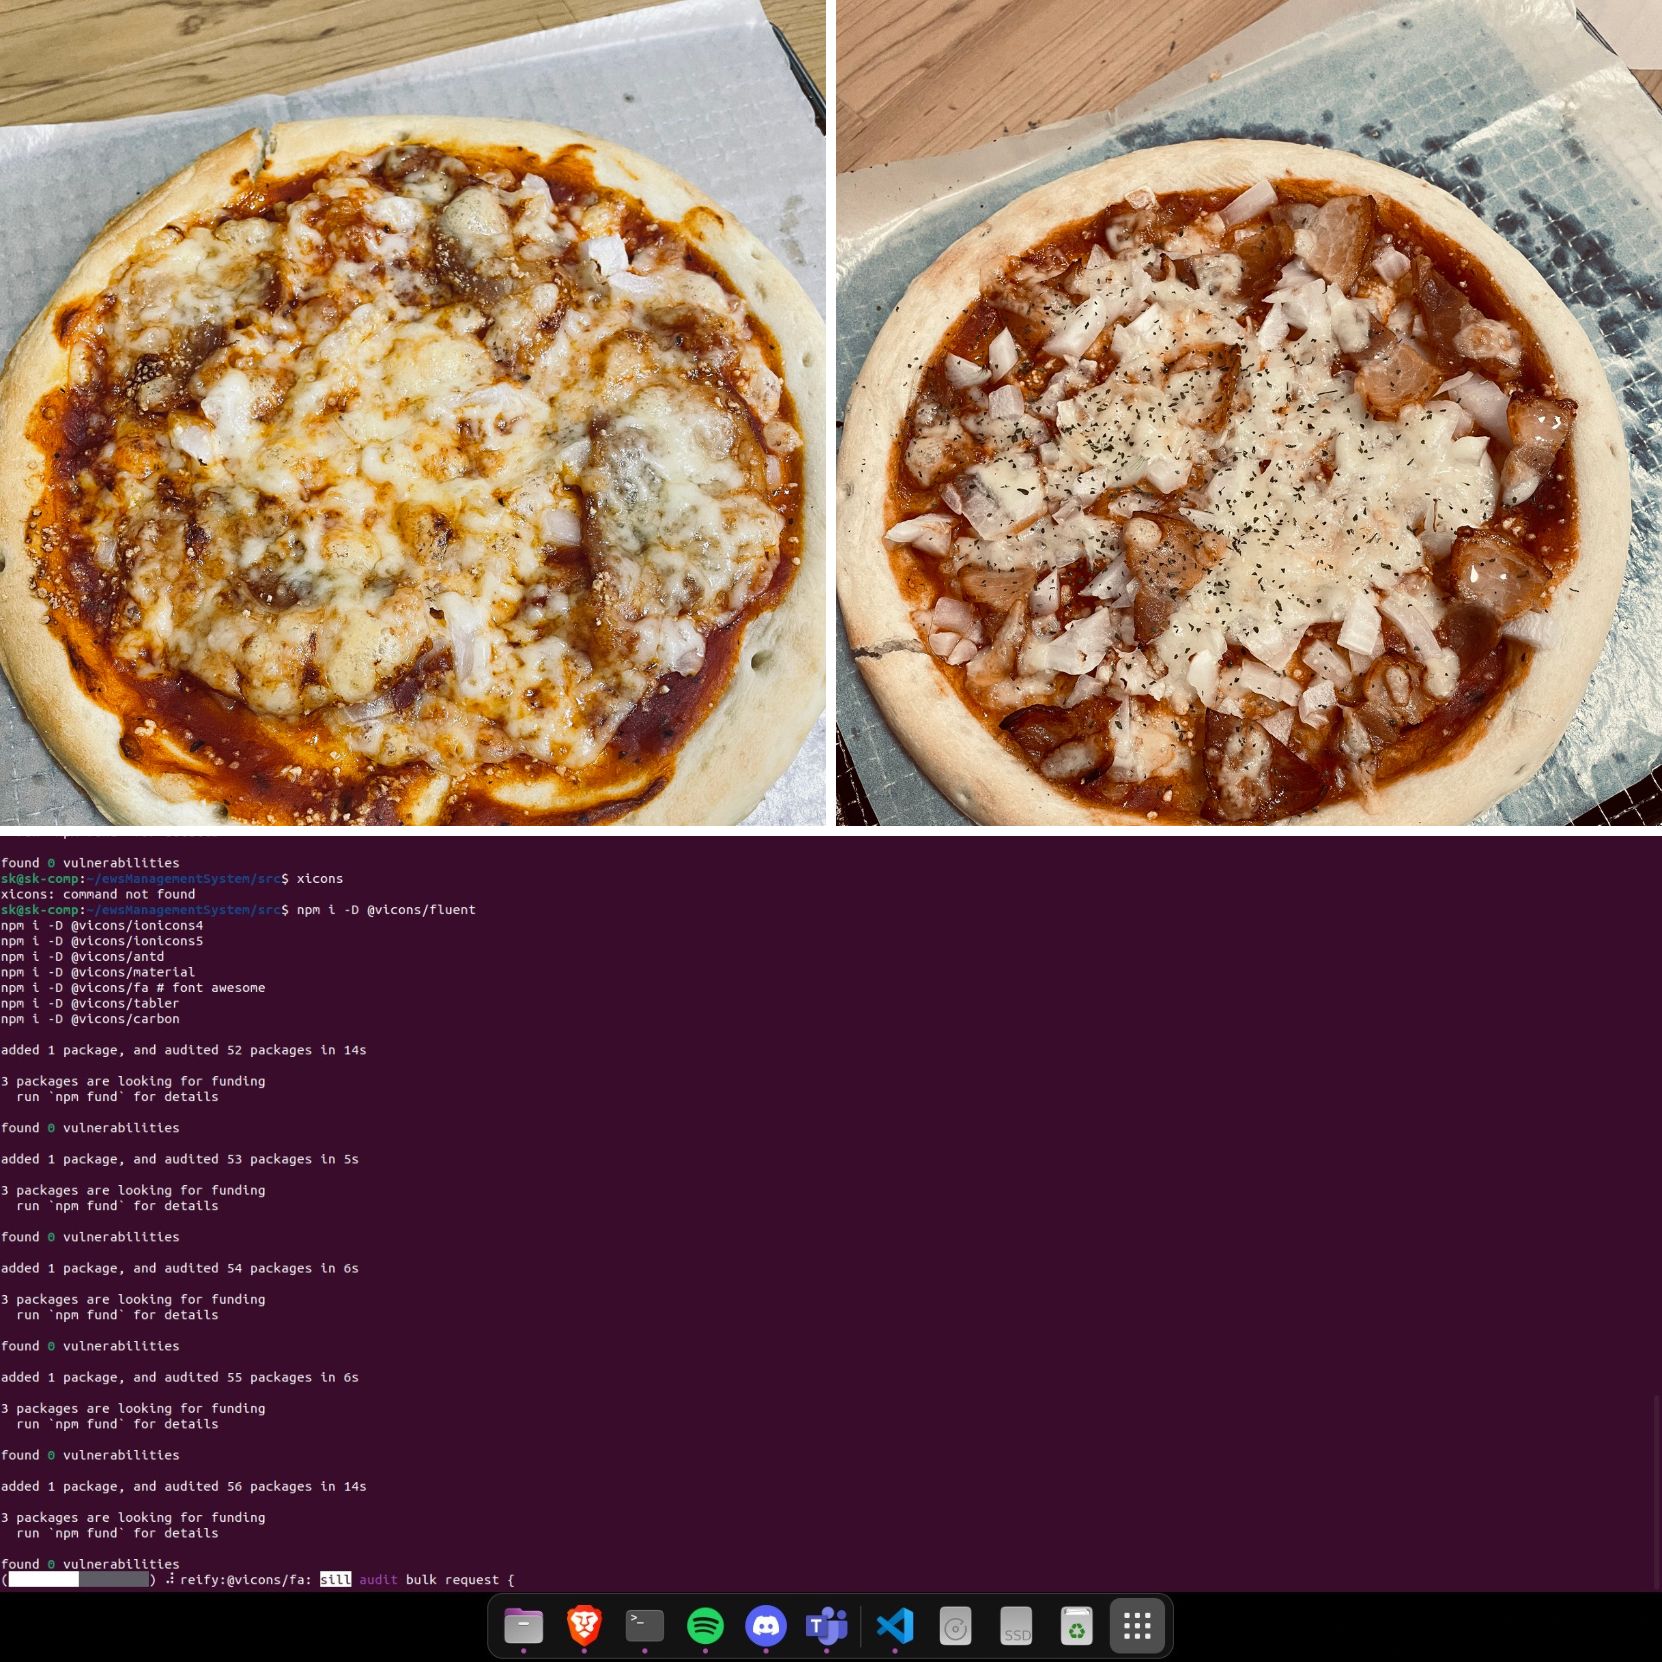 found 0 vulnerabilities
sk@sk-comp:~/ewsManagementSystem/src$ xicons
xicons: command not found
sk@sk-comp:~/ewsManagementSystem/src$ npm i -D @vicons/fluent
npm i -D @vicons/ionicons4
npm i -D @vicons/ionicons5
npm i -D @vicons/antd
npm i -D @vicons/material
npm i -D @vicons/fa # font awesome
npm i -D @vicons/tabler
npm i -D @vicons/carbon
added 1 package, and audited 52 packages in 14s
3 packages are looking for funding
run `npm fund` for details
found 0 vulnerabilities
added 1 package, and audited 53 packages in 5s
3 packages are looking for funding
run `npm fund` for details
found 0 vulnerabilities
added 1 package, and audited 54 packages in 6s
3 packages are looking for funding
run `npm fund` for details
found 0 vulnerabilities
added 1 package, and audited 55 packages in 6s
3 packages are looking for funding
run `npm fund` for details
found 0 vulnerabilities
added 1 package, and audited 56 packages in 14s
3 packages are looking for funding
run `npm fund` for details
found 0 vulnerabilities
( ) ⠼ reify:@vicons/fa: sill audit bulk request {
>_
T
SSD